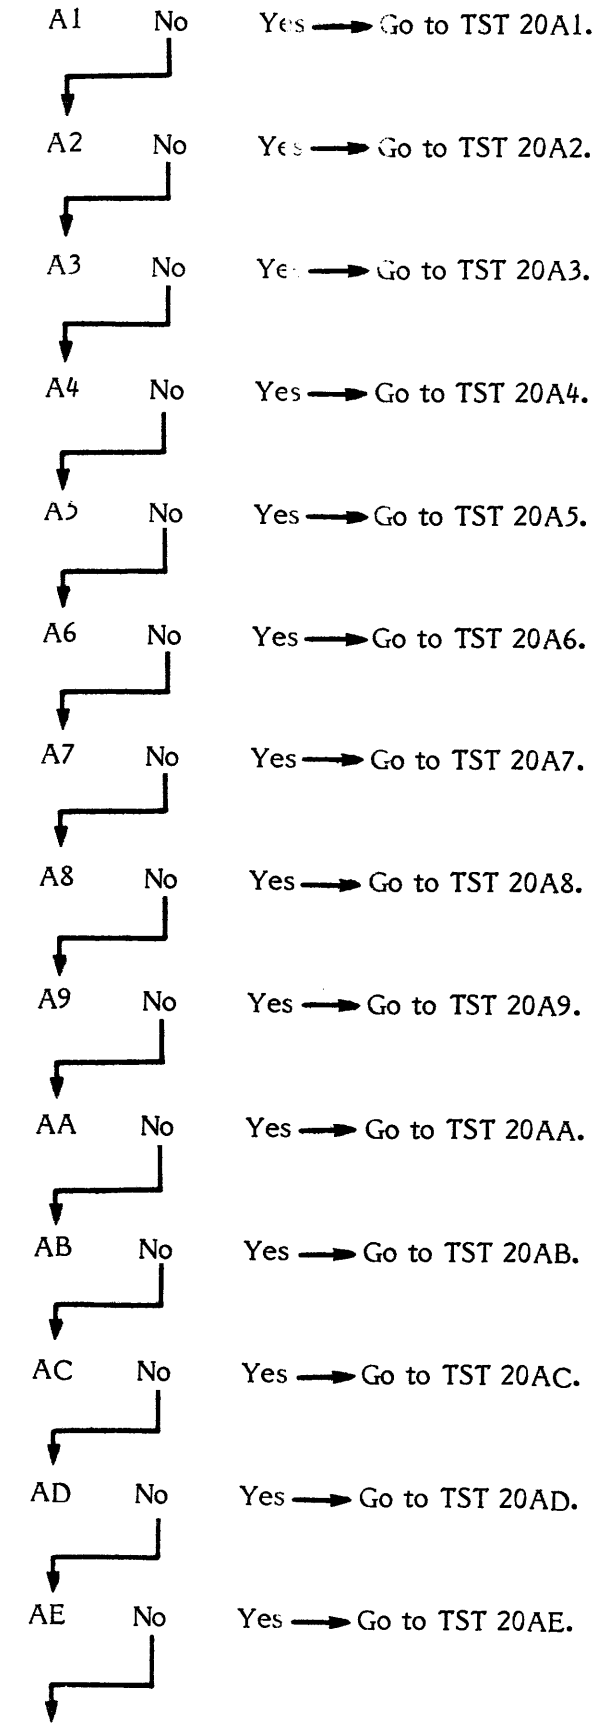 A1 No Yes Go to TST 20A1.
A2 No Yes Go to TST 20A2.
A3 No Yes Go to TST 20A3.
A4 No Yes Go to TST 20A4.
A5 No Yes Go to TST 20A5.
A6 No Yes Go to TST 20A6.
A7 No Yes Go to TST 20A7.
A8 No Yes Go to TST 20A8.
A9 No Yes Go to TST 20A9.
AA No Yes Go to TST 20AA.
AB No Yes Go to TST 20AB.
AC No Yes Go to TST 20AC.
AD No Yes Go to TST 20AD.
AE No Yes Go to TST 20AE.